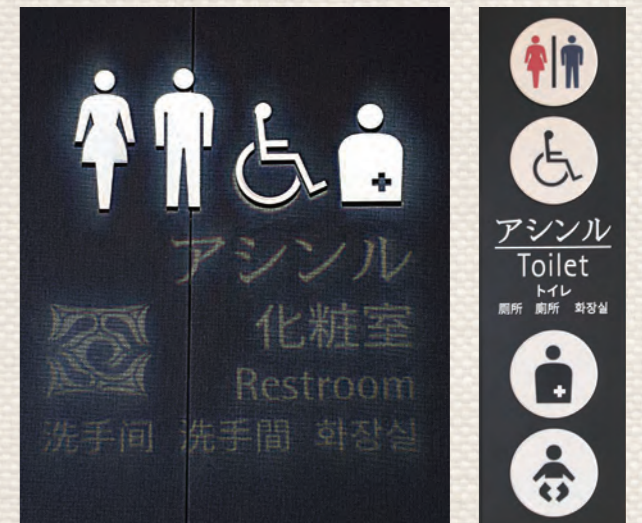 アシンル
化粧室
Restroom
洗手间 洗手間 화장실
アシンル
Toilet
トイレ
厕所 廁所 화장실